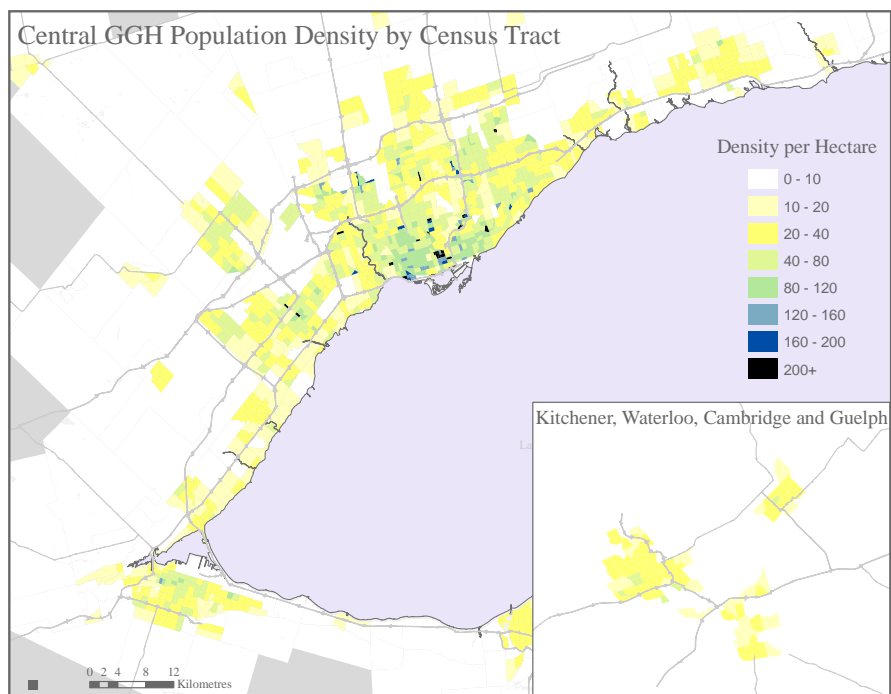 Central GGH Population Density by Census Tract
Density per Hectare
0 - 10
10 - 20
20 - 40
40 - 80
80 - 120
120 - 160
160 - 200
200+
Kitchener, Waterloo, Cambridge and Guelph
0 2 4 8 12
Kilometres